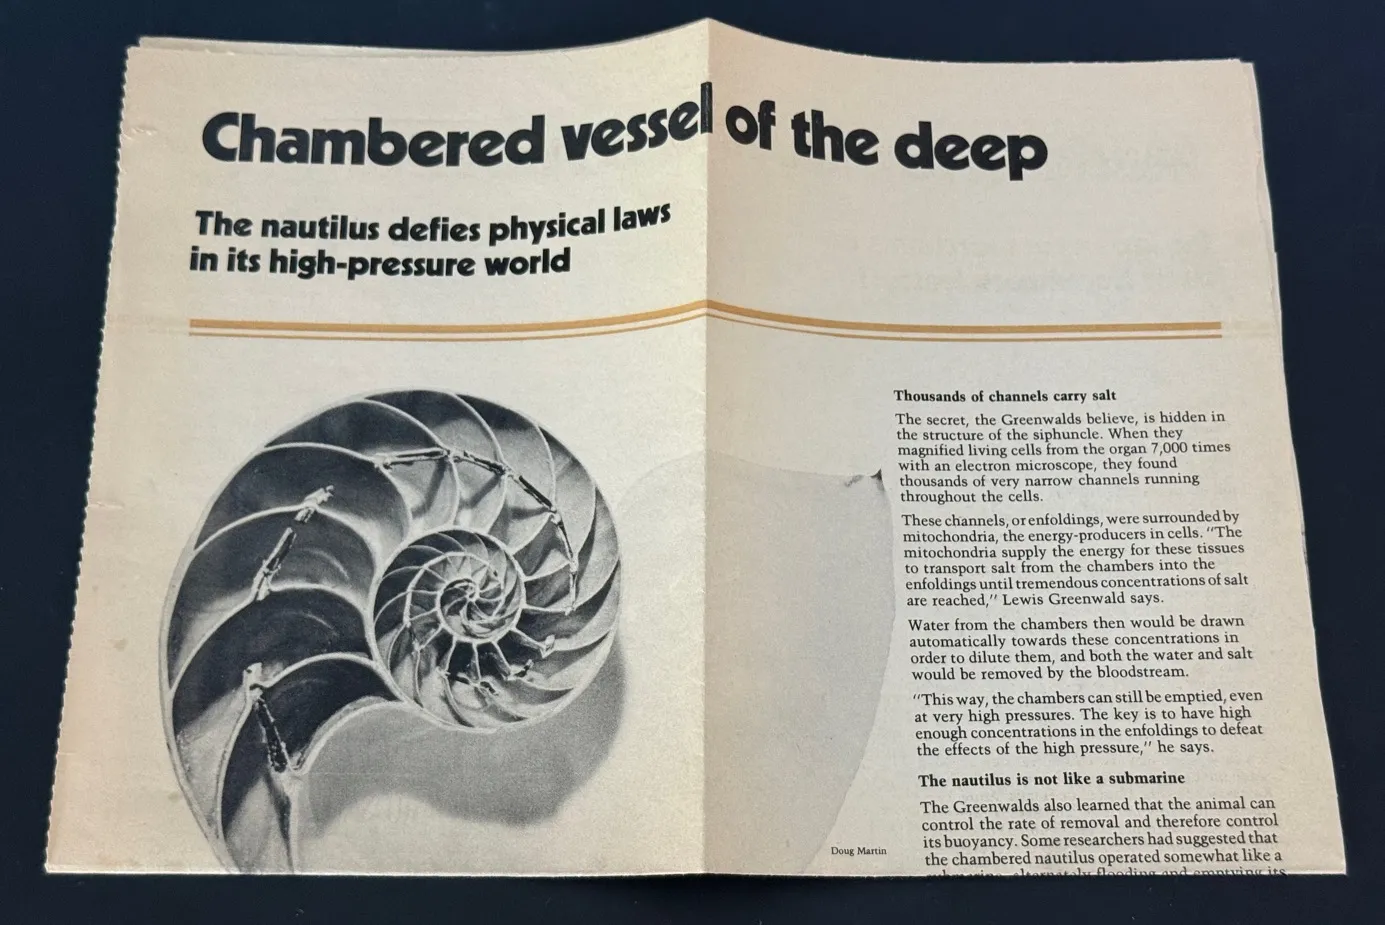 Chambered vessel of the deep
The nautilus defies physical laws
in its high-pressure world
Thousands of channels carry salt
The secret, the Greenwalds believe, is hidden in
the structure of the siphuncle. When they
magnified living cells from the organ 7,000 times
with an electron microscope, they found
thousands of very narrow channels running
throughout the cells.
These channels, or enfoldings, were surrounded by
mitochondria, the energy-producers in cells. "The
mitochondria supply the energy for these tissues
to transport salt from the chambers into the
enfoldings until tremendous concentrations of salt
are reached," Lewis Greenwald says.
Water from the chambers then would be drawn
automatically towards these concentrations in
order to dilute them, and both the water and salt
would be removed by the bloodstream.
"This way, the chambers can still be emptied, even
at very high pressures. The key is to have high
enough concentrations in the enfoldings to defeat
the effects of the high pressure," he says.
The nautilus is not like a submarine
The Greenwalds also learned that the animal can
control the rate of removal and therefore control
its buoyancy. Some researchers had suggested that
the chambered nautilus operated somewhat like a
submarine, alternately flooding and emptying its
Doug Martin